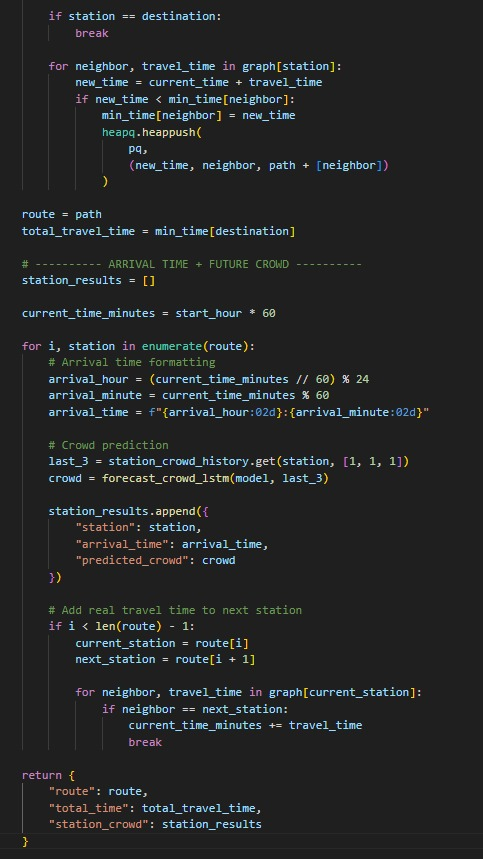 if station == destination:
    break
for neighbor, travel_time in graph[station]:
    new_time = current_time + travel_time
    if new_time < min_time[neighbor]:
        min_time[neighbor] = new_time
        heapq.heappush(
            pq,
            (new_time, neighbor, path + [neighbor])
        )
route = path
total_travel_time = min_time[destination]
# ---------- ARRIVAL TIME + FUTURE CROWD ----------
station_results = []
current_time_minutes = start_hour * 60
for i, station in enumerate(route):
    # Arrival time formatting
    arrival_hour = (current_time_minutes // 60) % 24
    arrival_minute = current_time_minutes % 60
    arrival_time = f"{arrival_hour:02d}:{arrival_minute:02d}"
    # Crowd prediction
    last_3 = station_crowd_history.get(station, [1, 1, 1])
    crowd = forecast_crowd_lstm(model, last_3)
    station_results.append({
        "station": station,
        "arrival_time": arrival_time,
        "predicted_crowd": crowd
    })
    # Add real travel time to next station
    if i < len(route) - 1:
        current_station = route[i]
        next_station = route[i + 1]
        for neighbor, travel_time in graph[current_station]:
            if neighbor == next_station:
                current_time_minutes += travel_time
                break
return {
    "route": route,
    "total_time": total_travel_time,
    "station_crowd": station_results
}